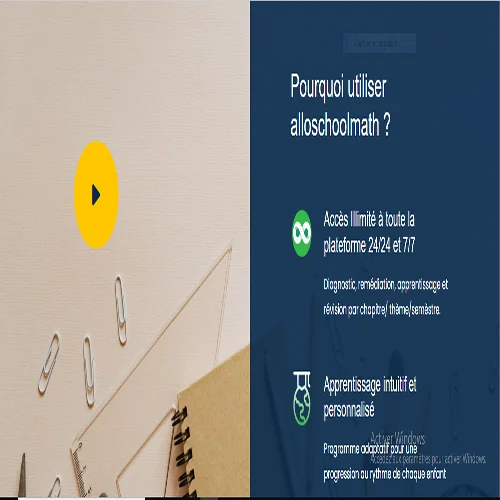 Pourquoi utiliser
alloschoolmath ?
Accès Illimité à toute la
plateforme 24/24 et 7/7
Diagnostic, remédiation, apprentissage et
révision par chapitre/ thème/semèstre.
Apprentissage intuitif et
personnalisé
Programme adaptatif pour une
progression au rythme de chaque enfant
Activer Windows
Accédez aux paramètres pour activer Windows.